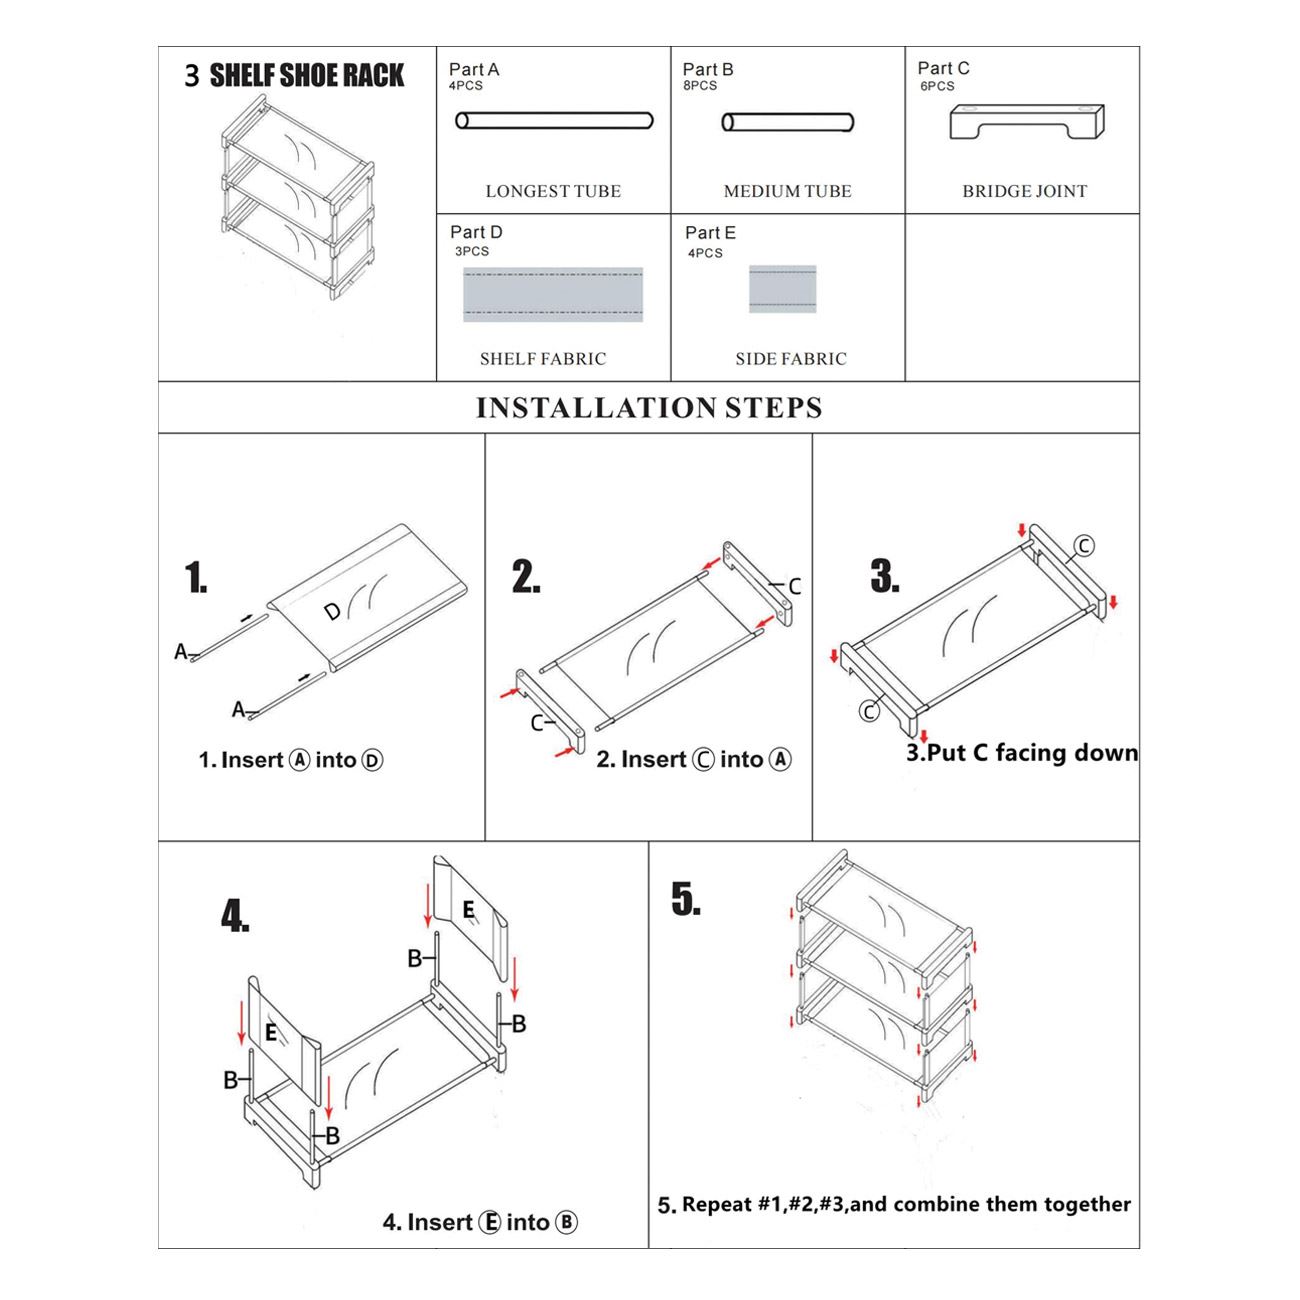 3 SHELF SHOE RACK
Part A
4PCS
LONGEST TUBE
Part B
8PCS
MEDIUM TUBE
Part C
6PCS
BRIDGE JOINT
Part D
3PCS
SHELF FABRIC
Part E
4PCS
SIDE FABRIC
INSTALLATION STEPS
1.
D
A
A
1. Insert Ⓐ into Ⓓ
2.
C
C
2. Insert Ⓒ into Ⓐ
3.
Ⓒ
Ⓒ
3.Put C facing down
4.
E
B
E
B
B
B
4. Insert Ⓔ into Ⓑ
5.
5. Repeat #1,#2,#3,and combine them together